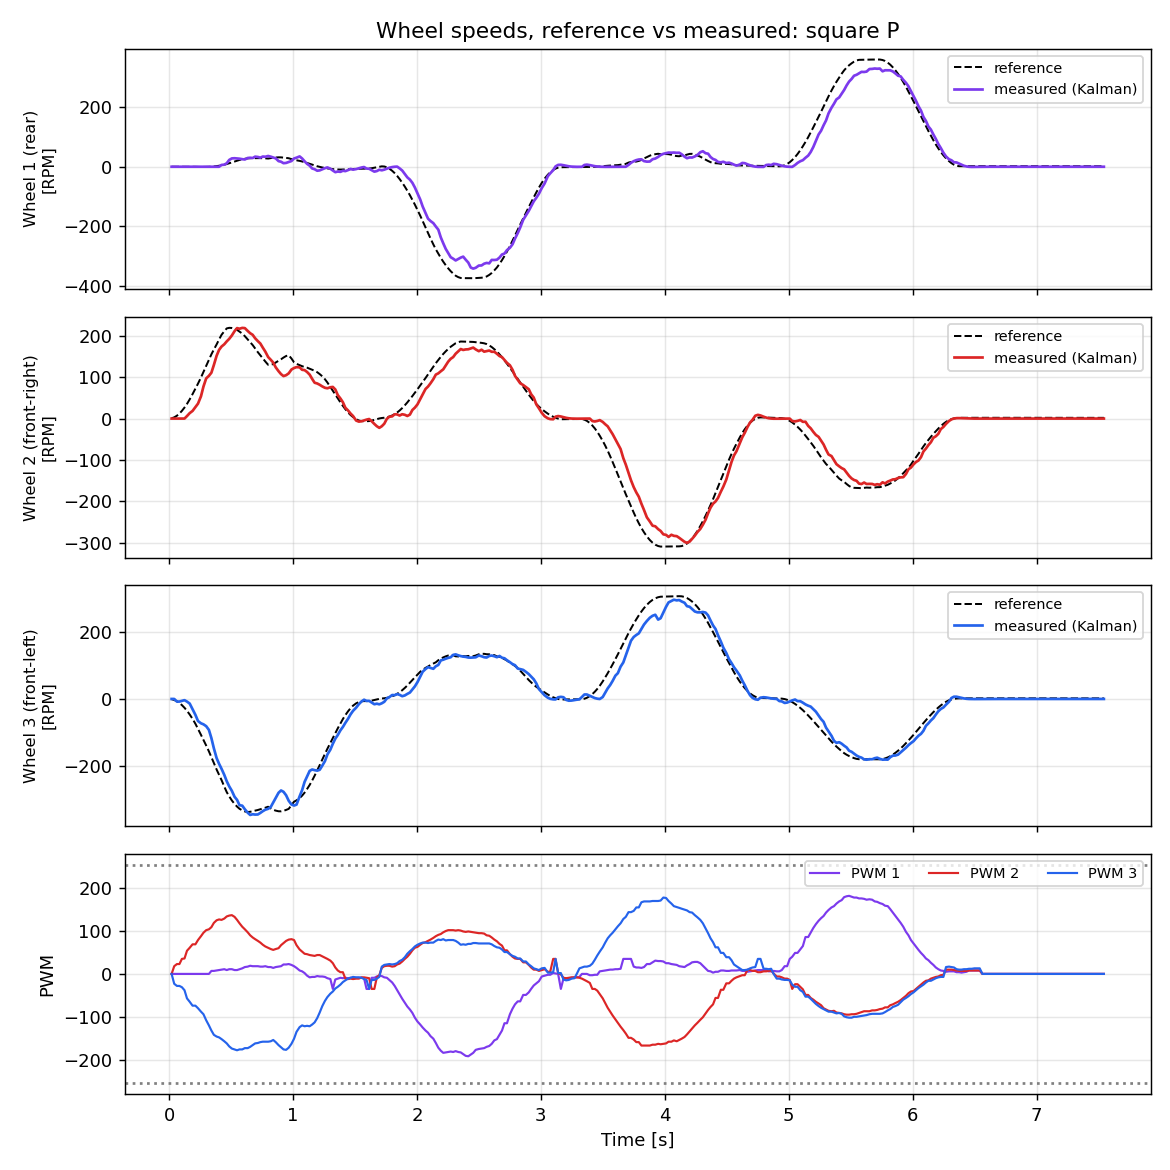 Wheel speeds, reference vs measured: square P
Wheel 1 (rear)
[RPM]
200
0
−200
−400
reference
measured (Kalman)
Wheel 2 (front-right)
[RPM]
200
100
0
−100
−200
−300
reference
measured (Kalman)
Wheel 3 (front-left)
[RPM]
200
0
−200
reference
measured (Kalman)
PWM
200
100
0
−100
−200
PWM 1 PWM 2 PWM 3
0 1 2 3 4 5 6 7
Time [s]